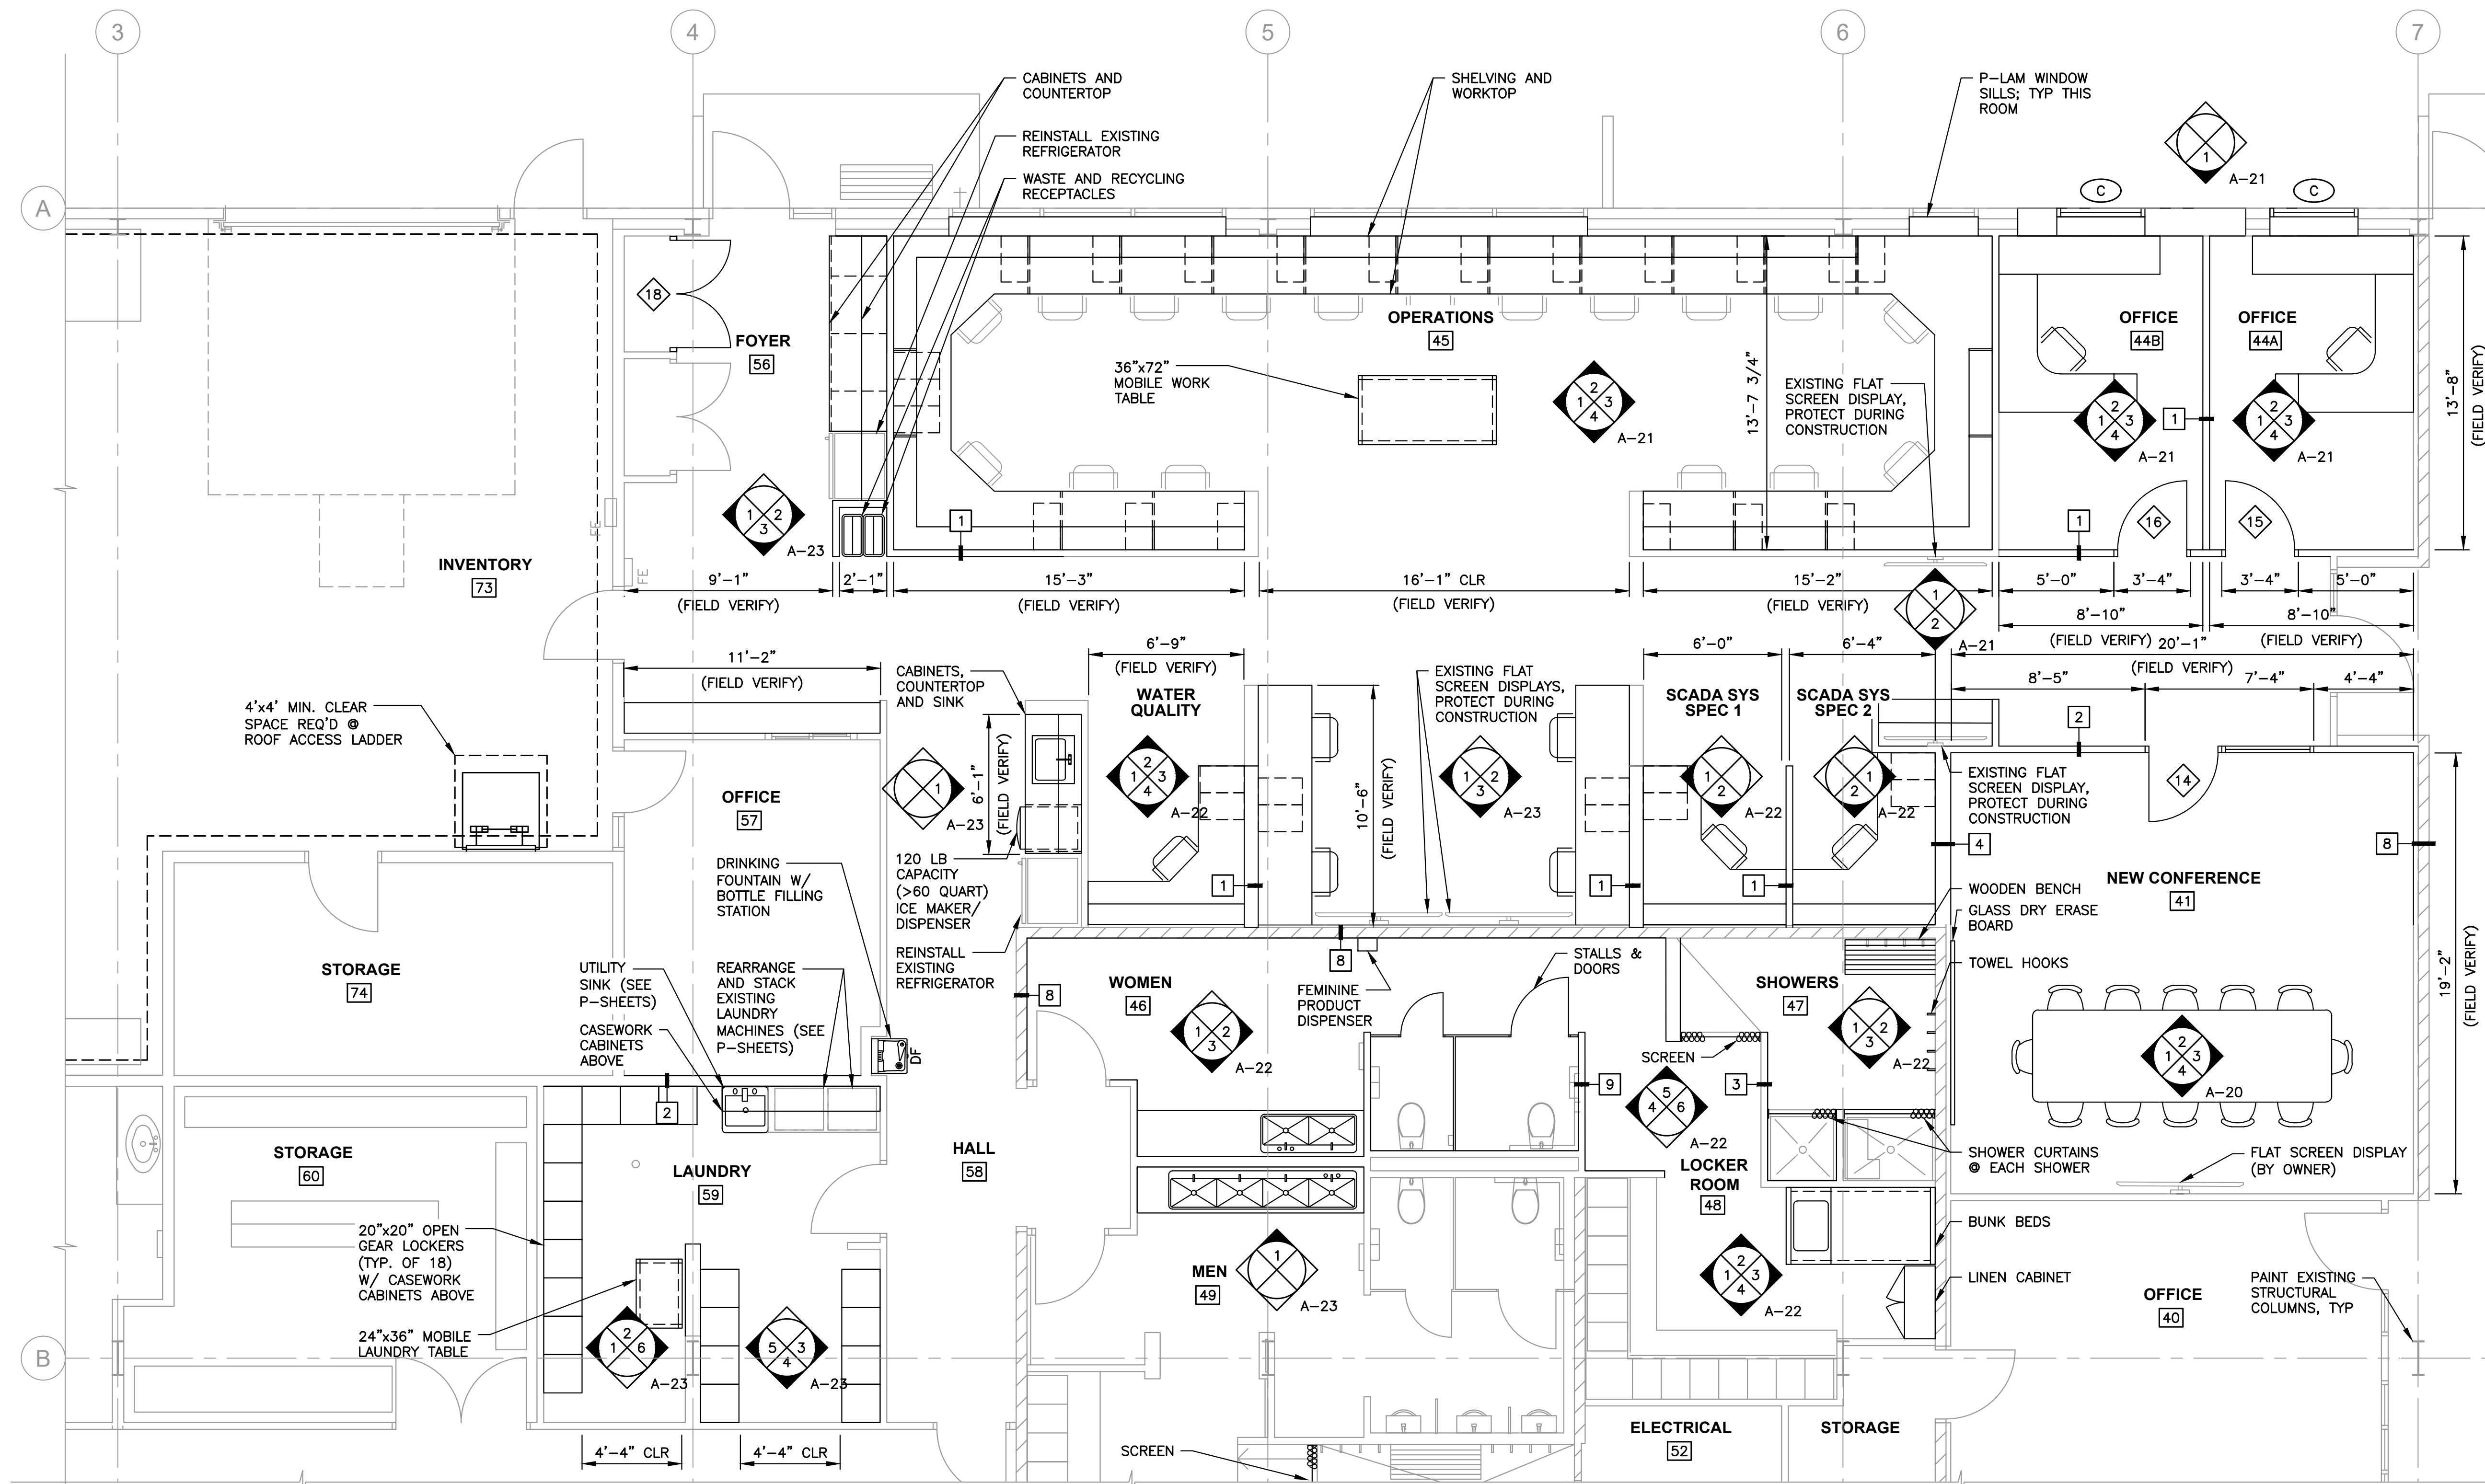 3
4
5
6
7
A
B
CABINETS AND
COUNTERTOP
REINSTALL EXISTING
REFRIGERATOR
WASTE AND RECYCLING
RECEPTACLES
SHELVING AND
WORKTOP
P-LAM WINDOW
SILLS; TYP THIS
ROOM
1
A-21
C
C
18
FOYER
56
1 2
3
A-23
OPERATIONS
45
36"x72"
MOBILE WORK
TABLE
2
1 3
4
A-21
13'-7 3/4"
EXISTING FLAT
SCREEN DISPLAY,
PROTECT DURING
CONSTRUCTION
OFFICE
44B
OFFICE
44A
2
1 3
4
A-21
1
2
1 3
4
A-21
13'-8"
(FIELD VERIFY)
1
1
16
15
INVENTORY
73
FE
FE
9'-1"
(FIELD VERIFY)
2'-1"
15'-3"
(FIELD VERIFY)
16'-1" CLR
(FIELD VERIFY)
15'-2"
(FIELD VERIFY)
5'-0"
3'-4"
3'-4"
5'-0"
8'-10"
(FIELD VERIFY)
8'-10"
(FIELD VERIFY)
1
2
A-21
20'-1"
(FIELD VERIFY)
8'-5"
7'-4"
4'-4"
11'-2"
(FIELD VERIFY)
6'-9"
(FIELD VERIFY)
6'-0"
6'-4"
CABINETS,
COUNTERTOP
AND SINK
6'-1"
(FIELD VERIFY)
1
A-23
WATER
QUALITY
2
1 3
4
A-22
10'-6"
(FIELD VERIFY)
EXISTING FLAT
SCREEN DISPLAYS,
PROTECT DURING
CONSTRUCTION
1 2
3
A-23
SCADA SYS
SPEC 1
SCADA SYS
SPEC 2
1
2
A-22
1
2
A-22
2
14
EXISTING FLAT
SCREEN DISPLAY,
PROTECT DURING
CONSTRUCTION
4
8
4'x4' MIN. CLEAR
SPACE REQ'D @
ROOF ACCESS LADDER
OFFICE
57
DRINKING
FOUNTAIN W/
BOTTLE FILLING
STATION
120 LB
CAPACITY
(>60 QUART)
ICE MAKER/
DISPENSER
REINSTALL
EXISTING
REFRIGERATOR
1
1
1
WOODEN BENCH
GLASS DRY ERASE
BOARD
TOWEL HOOKS
NEW CONFERENCE
41
19'-2"
(FIELD VERIFY)
2
1 3
4
A-20
STORAGE
74
UTILITY
SINK (SEE
P-SHEETS)
CASEWORK
CABINETS
ABOVE
REARRANGE
AND STACK
EXISTING
LAUNDRY
MACHINES (SEE
P-SHEETS)
DF
8
8
WOMEN
46
1 2
3
A-22
FEMININE
PRODUCT
DISPENSER
STALLS &
DOORS
SHOWERS
47
1 2
3
A-22
SCREEN
9
3
5
4 6
A-22
SHOWER CURTAINS
@ EACH SHOWER
FLAT SCREEN DISPLAY
(BY OWNER)
2
STORAGE
60
LAUNDRY
59
HALL
58
LOCKER
ROOM
48
20"x20" OPEN
GEAR LOCKERS
(TYP. OF 18)
W/ CASEWORK
CABINETS ABOVE
24"x36" MOBILE
LAUNDRY TABLE
2
1 6
A-23
5 3
4
A-23
MEN
49
1
A-23
2
1 3
4
A-22
BUNK BEDS
LINEN CABINET
OFFICE
40
PAINT EXISTING
STRUCTURAL
COLUMNS, TYP
4'-4" CLR
4'-4" CLR
SCREEN
ELECTRICAL
52
STORAGE